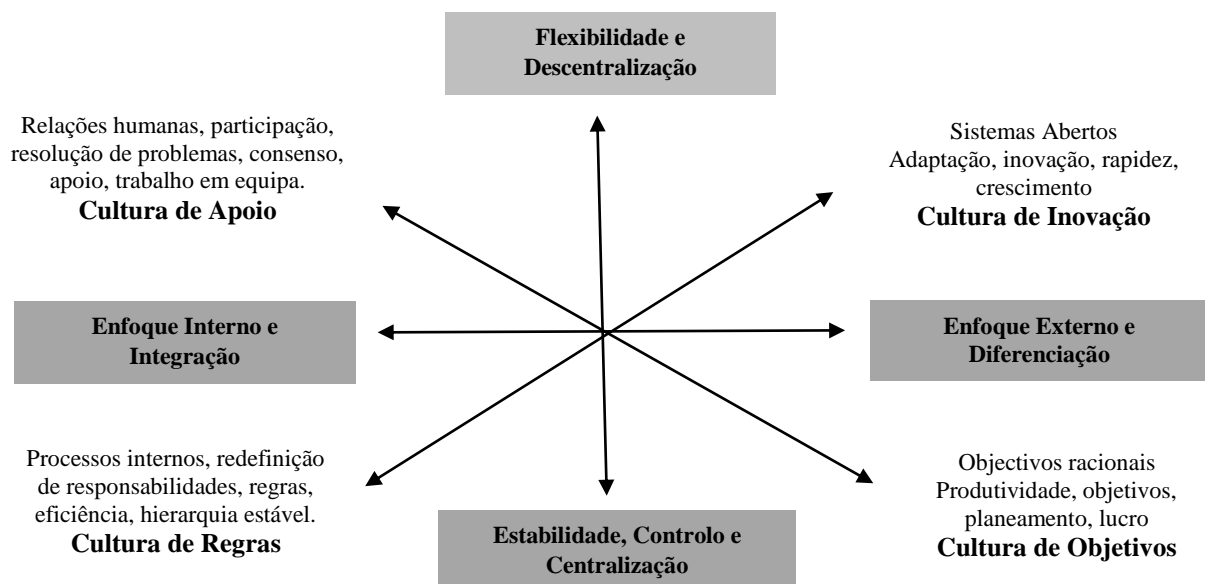 Flexibilidade e
Descentralização
Relações humanas, participação,
resolução de problemas, consenso,
apoio, trabalho em equipa.
Cultura de Apoio
Sistemas Abertos
Adaptação, inovação, rapidez,
crescimento
Cultura de Inovação
Enfoque Interno e
Integração
Enfoque Externo e
Diferenciação
Processos internos, redefinição
de responsabilidades, regras,
eficiência, hierarquia estável.
Cultura de Regras
Estabilidade, Controlo e
Centralização
Objectivos racionais
Produtividade, objetivos,
planeamento, lucro
Cultura de Objetivos